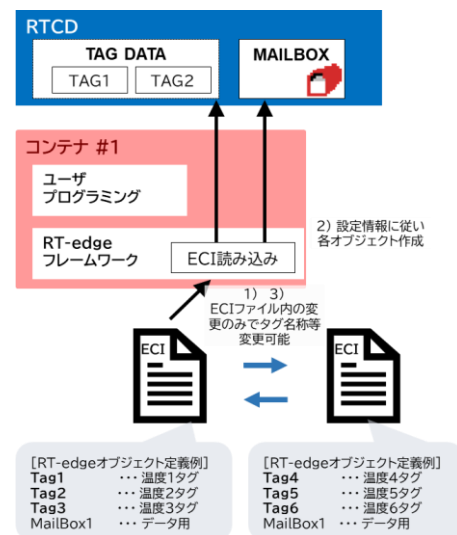 RTCD
TAG DATA
TAG1
TAG2
MAILBOX
コンテナ #1
ユーザ
プログラミング
RT-edge
フレームワーク
ECI読み込み
2) 設定情報に従い
各オブジェクト作成
1) 3)
ECIファイル内の変
更のみでタグ名称等
変更可能
ECI
ECI
[RT-edgeオブジェクト定義例]
Tag1 ・・・温度1タグ
Tag2 ・・・温度2タグ
Tag3 ・・・温度3タグ
MailBox1 ・・・データ用
[RT-edgeオブジェクト定義例]
Tag4 ・・・温度4タグ
Tag5 ・・・温度5タグ
Tag6 ・・・温度6タグ
MailBox1 ・・・データ用